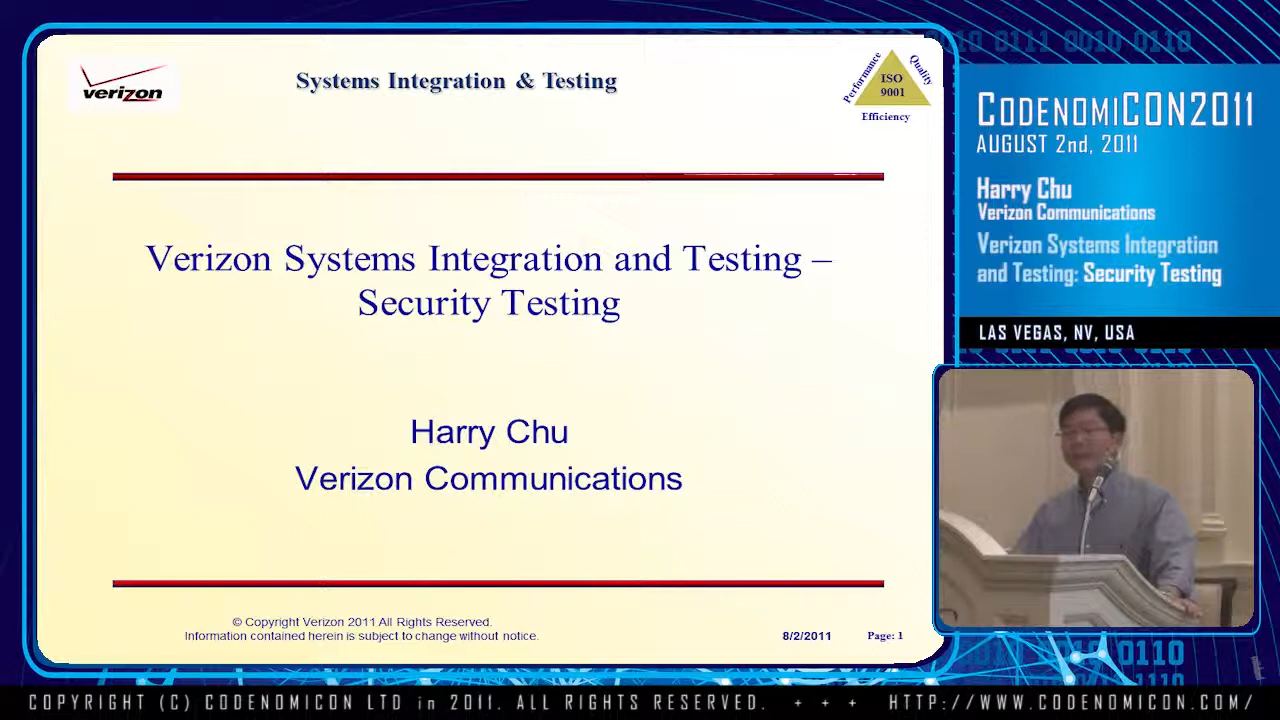 verizon
Systems Integration & Testing
Performance
Quality
ISO
9001
Efficiency
Verizon Systems Integration and Testing –
Security Testing
Harry Chu
Verizon Communications
© Copyright Verizon 2011 All Rights Reserved.
Information contained herein is subject to change without notice.
8/2/2011
Page: 1
CODENOMICON2011
AUGUST 2nd, 2011
Harry Chu
Verizon Communications
Verizon Systems Integration
and Testing: Security Testing
LAS VEGAS, NV, USA
COPYRIGHT (C) CODENOMICON LTD in 2011. ALL RIGHTS RESERVED. + + + HTTP://WWW.CODENOMICON.COM/